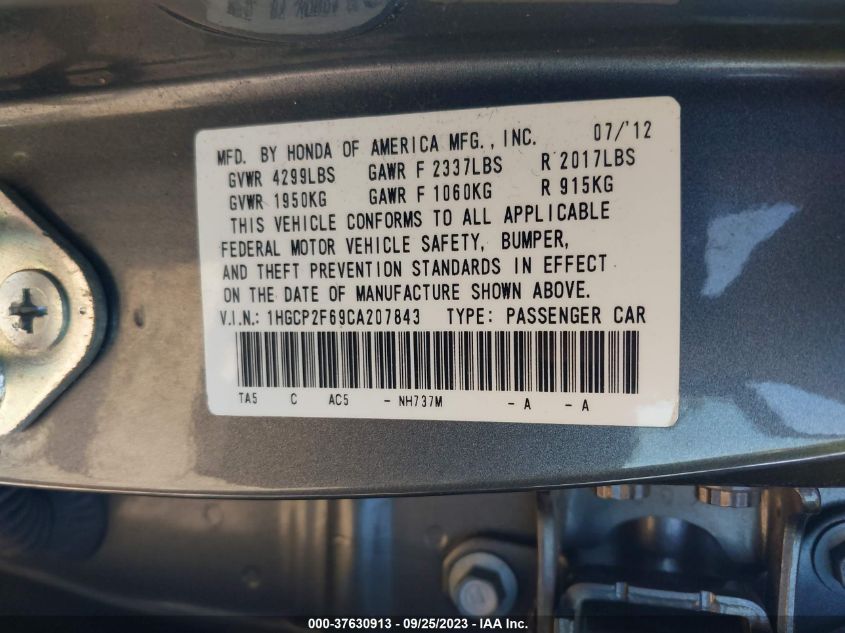 MFD. BY HONDA OF AMERICA MFG., INC. 07/'12
GVWR 4299LBS GAWR F 2337LBS R 2017LBS
GVWR 1950KG GAWR F 1060KG R 915KG
THIS VEHICLE CONFORMS TO ALL APPLICABLE
FEDERAL MOTOR VEHICLE SAFETY, BUMPER,
AND THEFT PREVENTION STANDARDS IN EFFECT
ON THE DATE OF MANUFACTURE SHOWN ABOVE.
V.I.N.: 1HGCP2F69CA207843 TYPE: PASSENGER CAR
TA5 C AC5 - NH737M - A - A
000-37630913 - 09/25/2023 - IAA Inc.